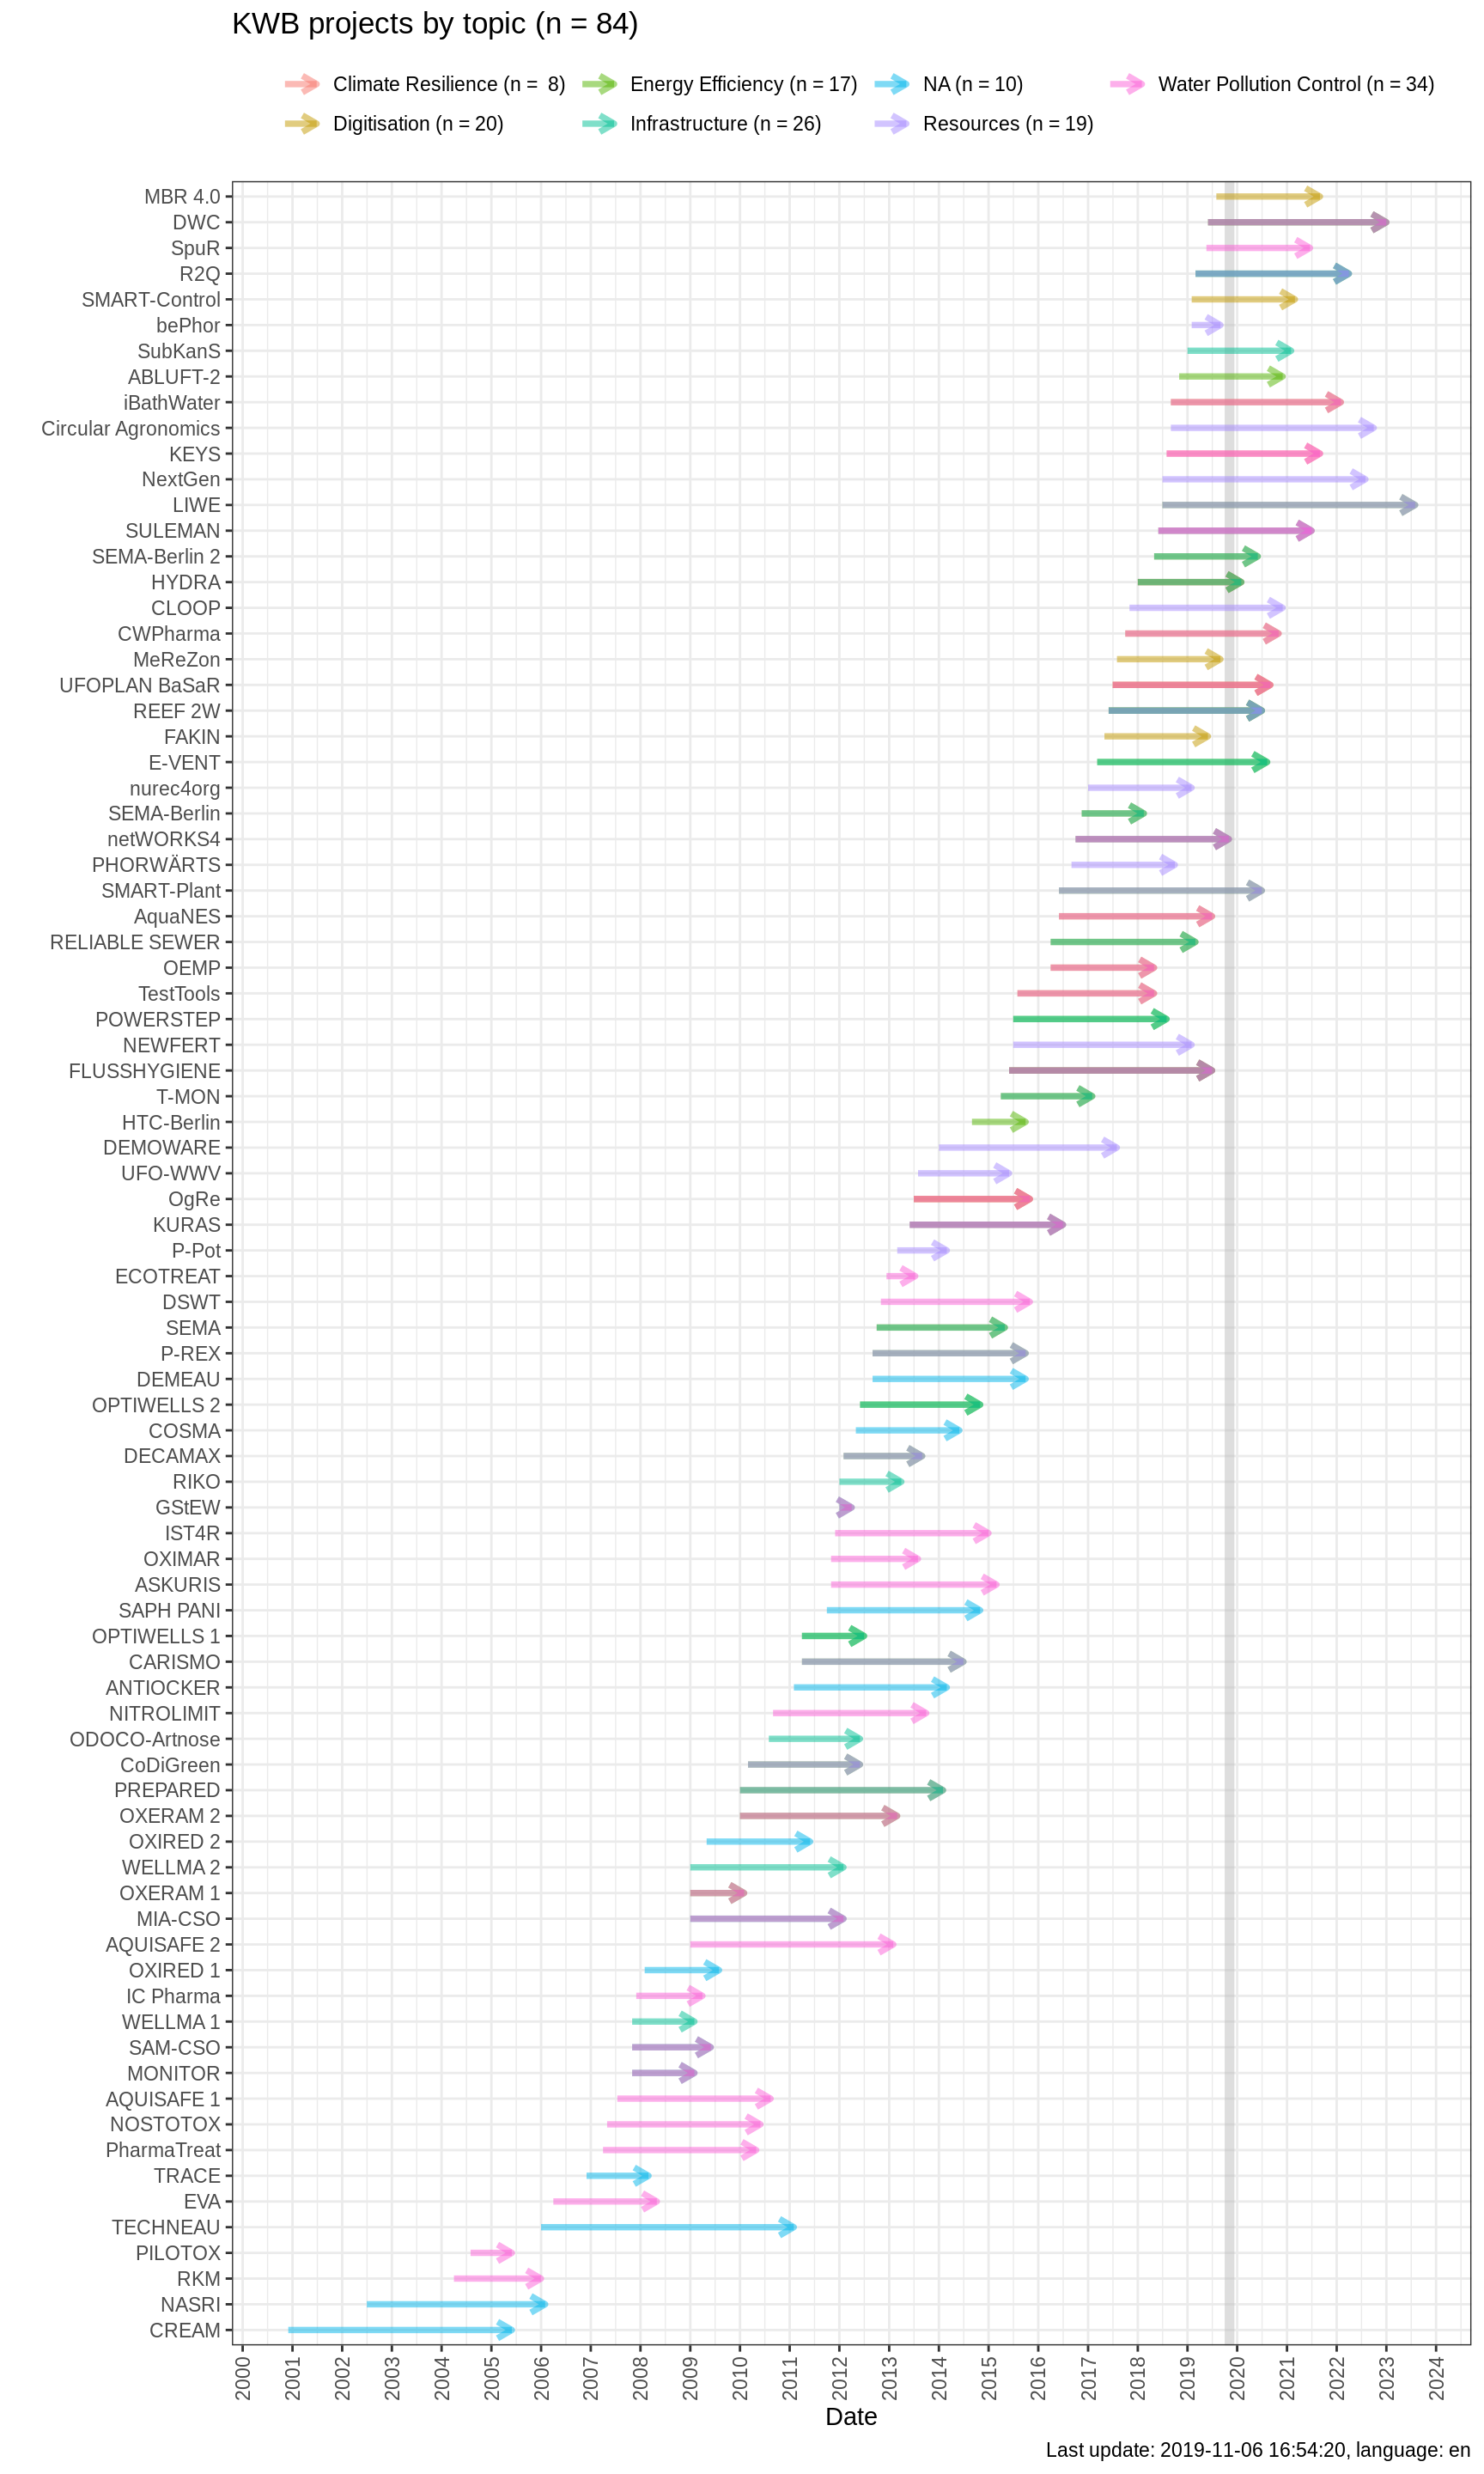 KWB projects by topic (n = 84)
Climate Resilience (n =  8)
Energy Efficiency (n = 17)
NA (n = 10)
Water Pollution Control (n = 34)
Digitisation (n = 20)
Infrastructure (n = 26)
Resources (n = 19)
MBR 4.0
DWC
SpuR
R2Q
SMART-Control
bePhor
SubKanS
ABLUFT-2
iBathWater
Circular Agronomics
KEYS
NextGen
LIWE
SULEMAN
SEMA-Berlin 2
HYDRA
CLOOP
CWPharma
MeReZon
UFOPLAN BaSaR
REEF 2W
FAKIN
E-VENT
nurec4org
SEMA-Berlin
netWORKS4
PHORWÄRTS
SMART-Plant
AquaNES
RELIABLE SEWER
OEMP
TestTools
POWERSTEP
NEWFERT
FLUSSHYGIENE
T-MON
HTC-Berlin
DEMOWARE
UFO-WWV
OgRe
KURAS
P-Pot
ECOTREAT
DSWT
SEMA
P-REX
DEMEAU
OPTIWELLS 2
COSMA
DECAMAX
RIKO
GStEW
IST4R
OXIMAR
ASKURIS
SAPH PANI
OPTIWELLS 1
CARISMO
ANTIOCKER
NITROLIMIT
ODOCO-Artnose
CoDiGreen
PREPARED
OXERAM 2
OXIRED 2
WELLMA 2
OXERAM 1
MIA-CSO
AQUISAFE 2
OXIRED 1
IC Pharma
WELLMA 1
SAM-CSO
MONITOR
AQUISAFE 1
NOSTOTOX
PharmaTreat
TRACE
EVA
TECHNEAU
PILOTOX
RKM
NASRI
CREAM
2000
2001
2002
2003
2004
2005
2006
2007
2008
2009
2010
2011
2012
2013
2014
2015
2016
2017
2018
2019
2020
2021
2022
2023
2024
Date
Last update: 2019-11-06 16:54:20, language: en